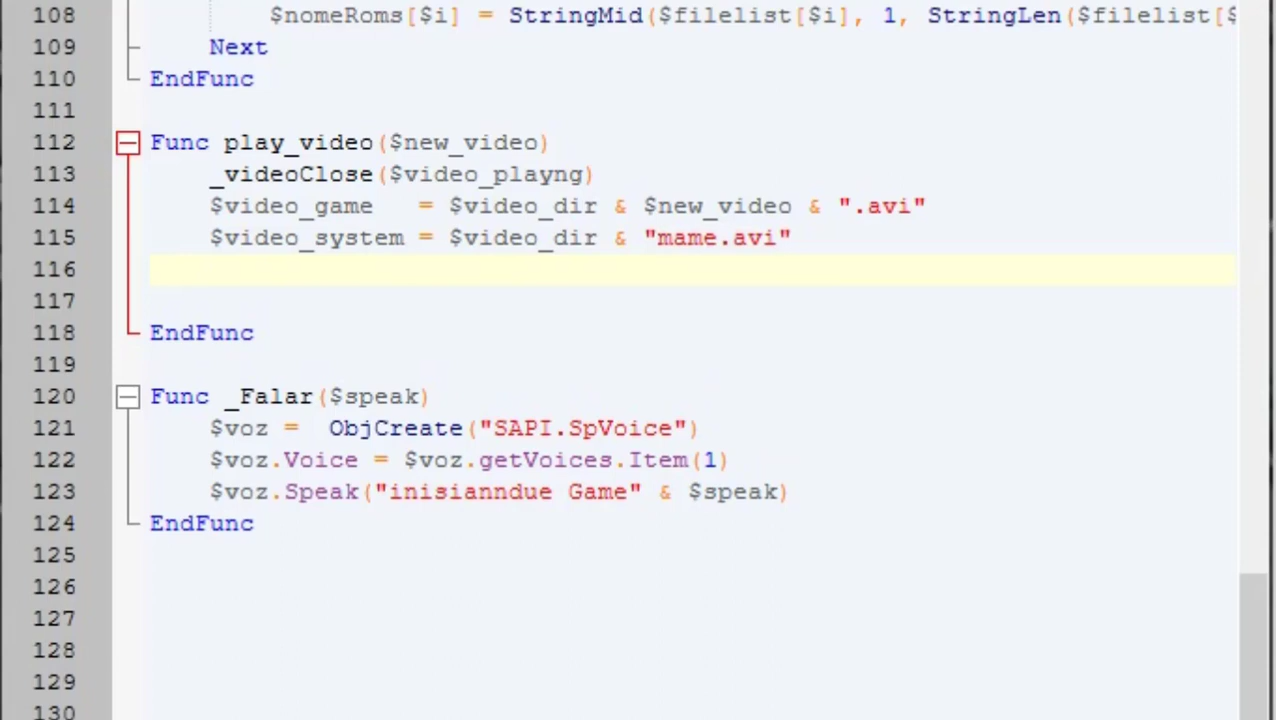 108 $nomeRoms[$i] = StringMid($filelist[$i], 1, StringLen($filelist[$
109 Next
110 EndFunc
111
112 Func play_video($new_video)
113 _videoClose($video_playng)
114 $video_game = $video_dir & $new_video & ".avi"
115 $video_system = $video_dir & "mame.avi"
116
117
118 EndFunc
119
120 Func _Falar($speak)
121 $voz = ObjCreate("SAPI.SpVoice")
122 $voz.Voice = $voz.getVoices.Item(1)
123 $voz.Speak("inisianndue Game" & $speak)
124 EndFunc
125
126
127
128
129
130